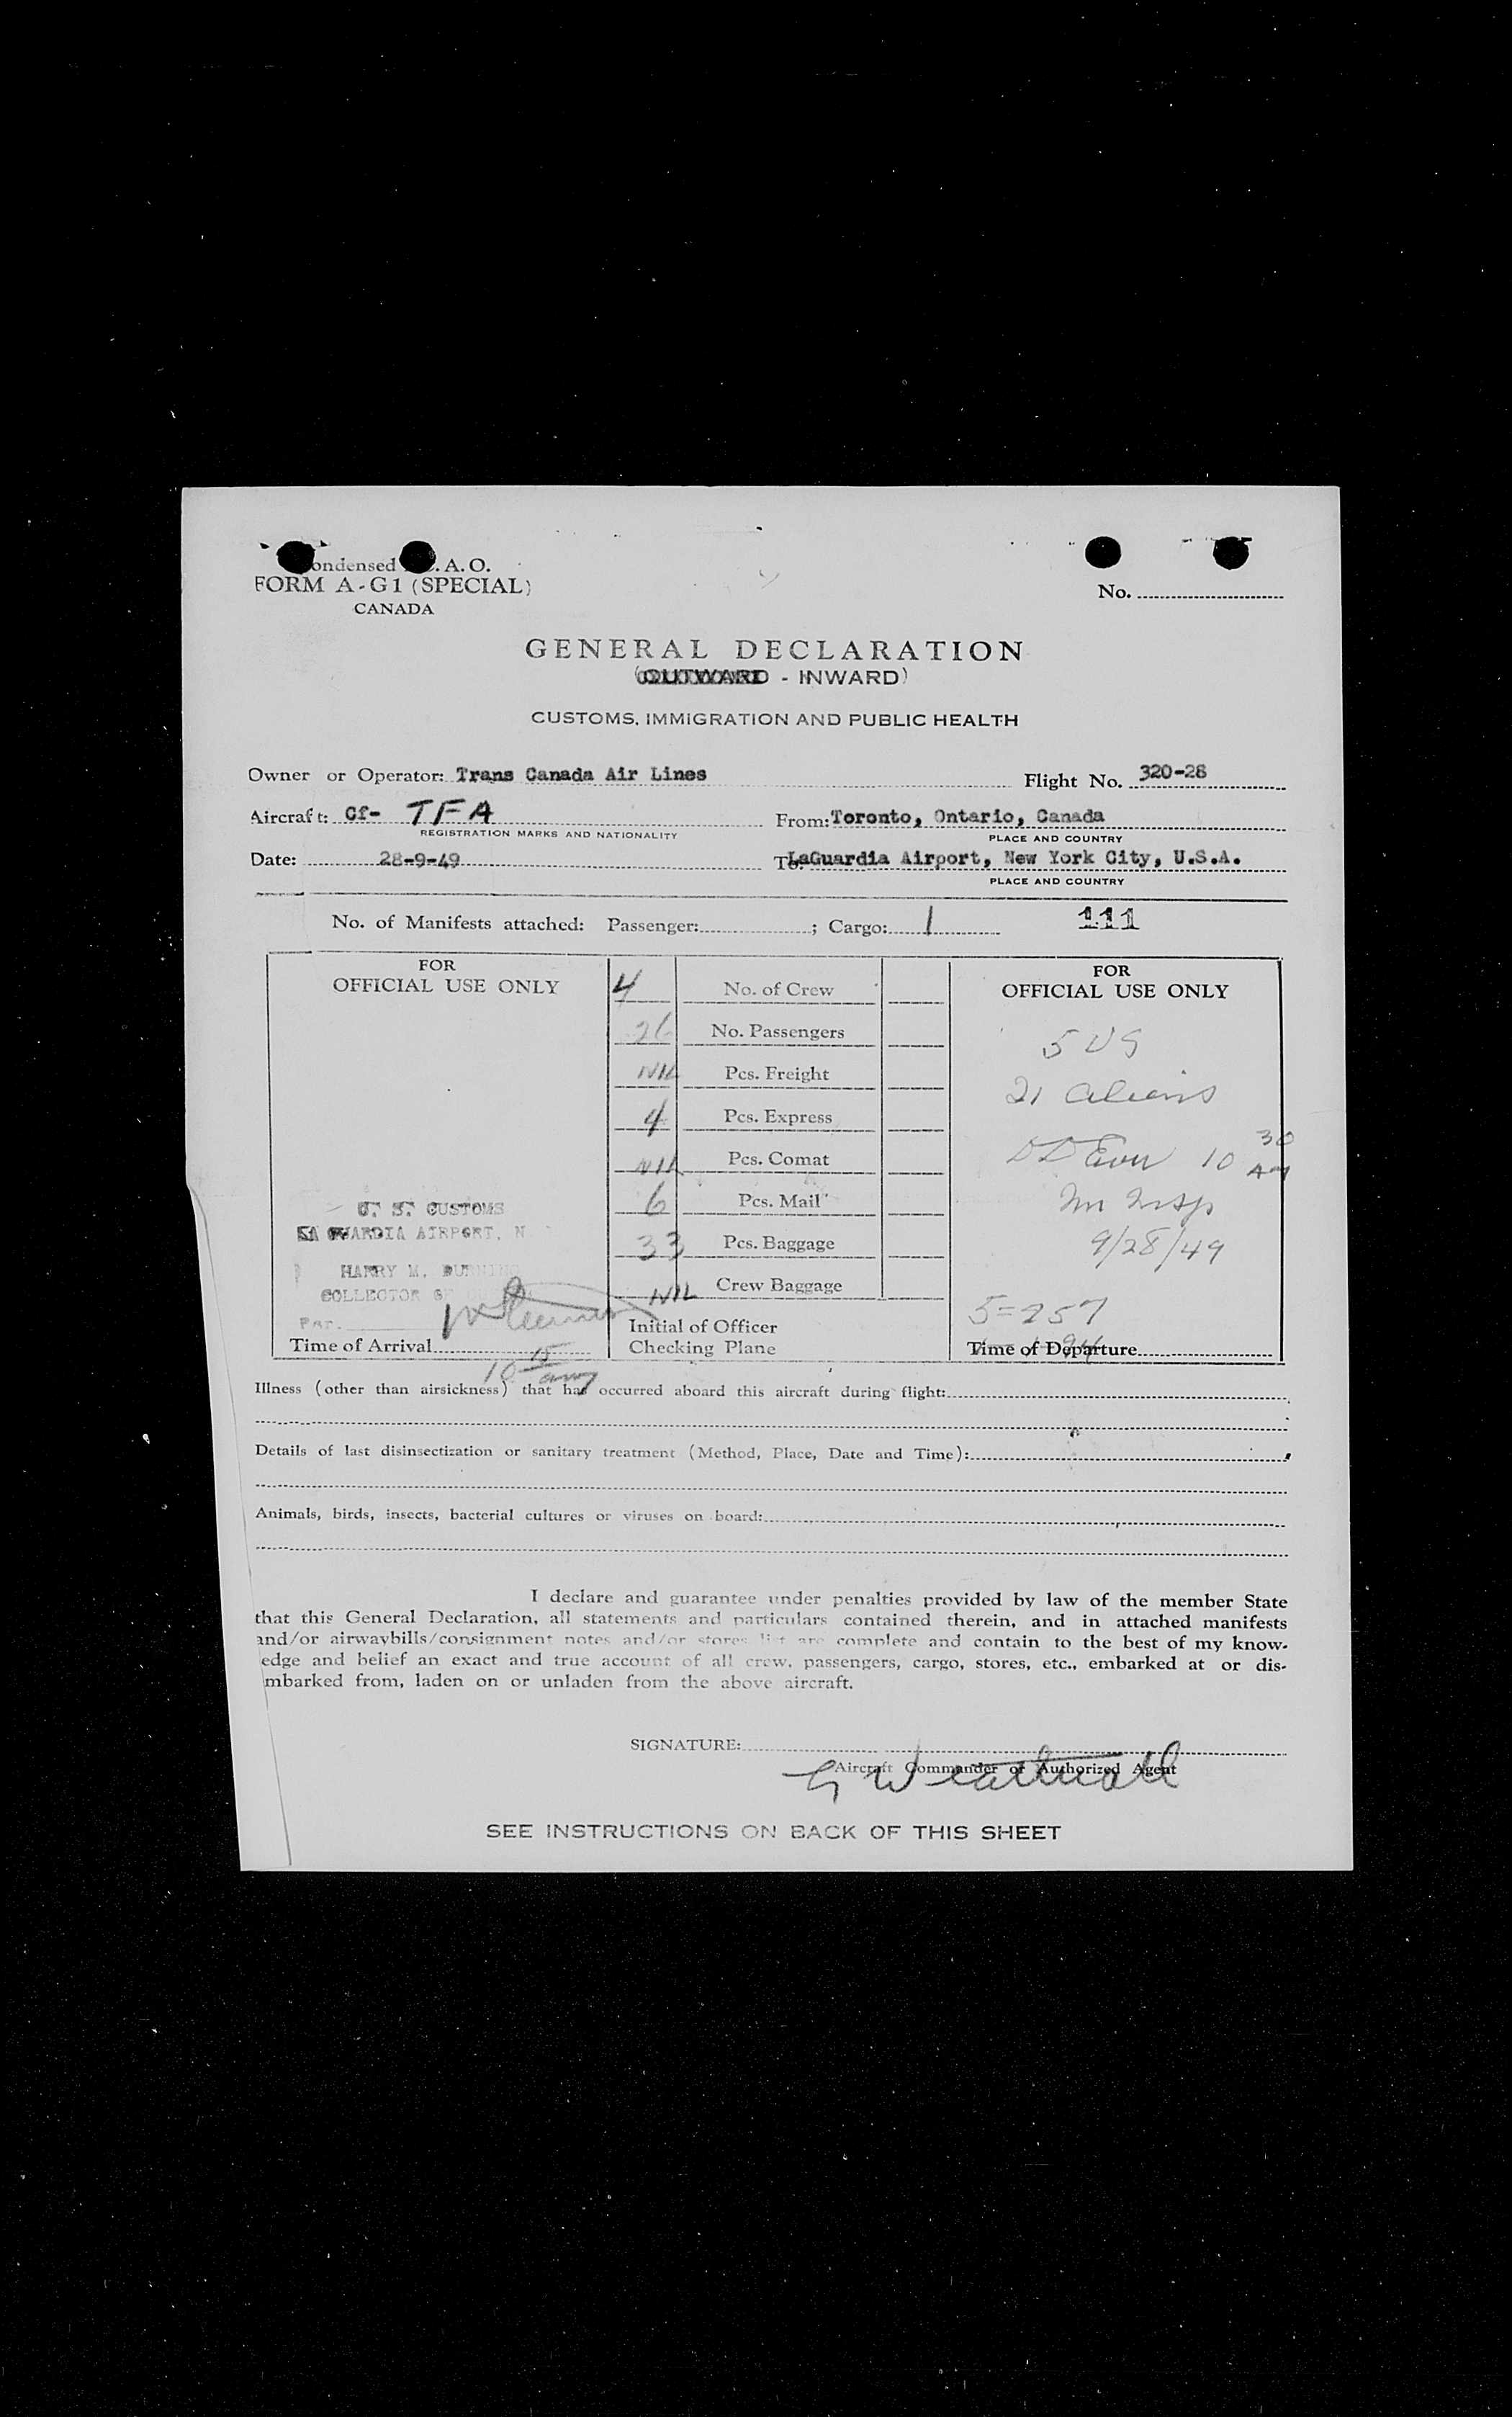 ondensed . A. O.
FORM A-G1 (SPECIAL)
CANADA
No.
GENERAL DECLARATION
(OUTWARD - INWARD)
CUSTOMS, IMMIGRATION AND PUBLIC HEALTH
Owner or Operator: Trans Canada Air Lines Flight No. 320-28
Aircraft: Cf- TFA From: Toronto, Ontario, Canada
REGISTRATION MARKS AND NATIONALITY PLACE AND COUNTRY
Date: 28-9-49 To: LaGuardia Airport, New York City, U.S.A.
PLACE AND COUNTRY
No. of Manifests attached: Passenger: ; Cargo: 1 111
FOR
OFFICIAL USE ONLY
U. S. CUSTOMS
LA GUARDIA AIRPORT, N
HARRY M. DURNING
COLLECTOR OF
Per.
Time of Arrival
10 15 am
4 No. of Crew
26 No. Passengers
NIL Pcs. Freight
4 Pcs. Express
NIL Pcs. Comat
6 Pcs. Mail
33 Pcs. Baggage
NIL Crew Baggage
Initial of Officer
Checking Plane
FOR
OFFICIAL USE ONLY
5 US
21 aliens
10 30 AM
Im Insp
9/28/49
5=257
Time of Departure
Illness (other than airsickness) that has occurred aboard this aircraft during flight:
Details of last disinsectization or sanitary treatment (Method, Place, Date and Time):
Animals, birds, insects, bacterial cultures or viruses on board:
I declare and guarantee under penalties provided by law of the member State
that this General Declaration, all statements and particulars contained therein, and in attached manifests
and/or airwaybills/consignment notes and/or stores list are complete and contain to the best of my know-
edge and belief an exact and true account of all crew, passengers, cargo, stores, etc., embarked at or dis-
mbarked from, laden on or unladen from the above aircraft.
SIGNATURE:
Aircraft Commander or Authorized Agent
SEE INSTRUCTIONS ON BACK OF THIS SHEET